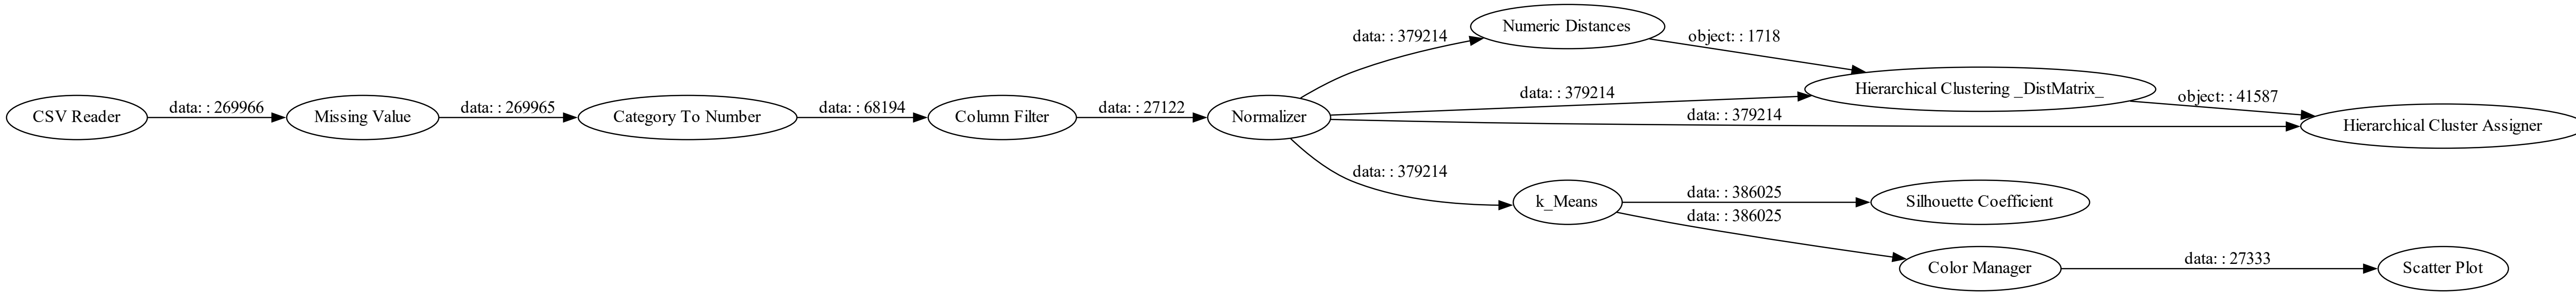 CSV Reader
data: : 269966
Missing Value
data: : 269965
Category To Number
data: : 68194
Column Filter
data: : 27122
Normalizer
data: : 379214
Numeric Distances
object: : 1718
data: : 379214
Hierarchical Clustering _DistMatrix_
object: : 41587
data: : 379214
Hierarchical Cluster Assigner
data: : 379214
k_Means
data: : 386025
Silhouette Coefficient
data: : 386025
Color Manager
data: : 27333
Scatter Plot